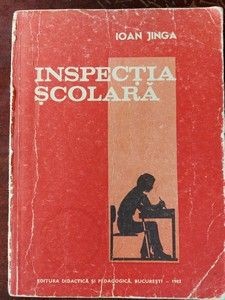 IOAN JINGA
INSPECȚIA
ȘCOLARĂ
EDITURA DIDACTICĂ ȘI PEDAGOGICĂ, BUCUREȘTI – 1983